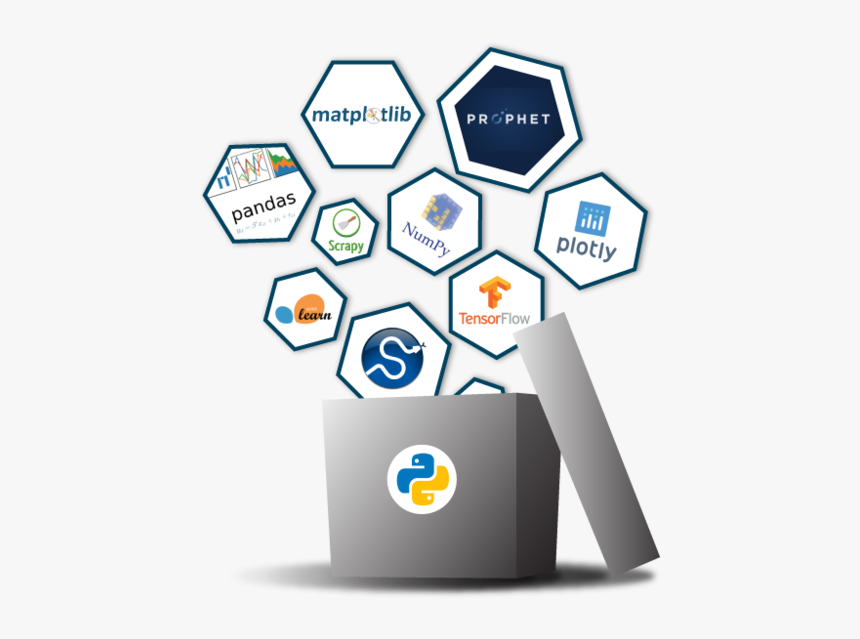 matplotlib
PROPHET
pandas
NumPy
Scrapy
plotly
learn
TensorFlow